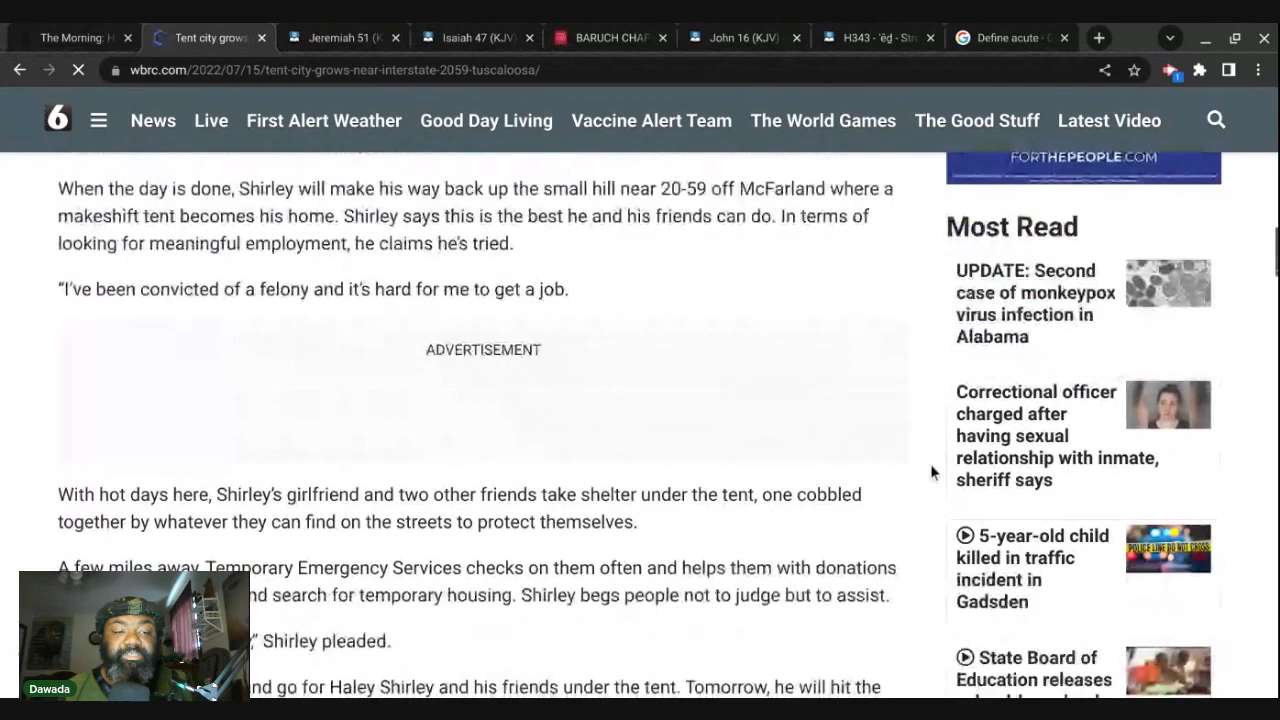 The Morning: H
Tent city grows
Jeremiah 51 (K
Isaiah 47 (KJV)
BARUCH CHAP
John 16 (KJV)
H343 - 'êḏ - Str
Define acute - G
wbrc.com/2022/07/15/tent-city-grows-near-interstate-2059-tuscaloosa/
1
6
News Live First Alert Weather Good Day Living Vaccine Alert Team The World Games The Good Stuff Latest Video
FORTHEPEOPLE.COM
When the day is done, Shirley will make his way back up the small hill near 20-59 off McFarland where a
makeshift tent becomes his home. Shirley says this is the best he and his friends can do. In terms of
looking for meaningful employment, he claims he's tried.
“I've been convicted of a felony and it's hard for me to get a job.
ADVERTISEMENT
With hot days here, Shirley's girlfriend and two other friends take shelter under the tent, one cobbled
together by whatever they can find on the streets to protect themselves.
A few miles away, Temporary Emergency Services checks on them often and helps them with donations
nd search for temporary housing. Shirley begs people not to judge but to assist.
” Shirley pleaded.
nd go for Haley Shirley and his friends under the tent. Tomorrow, he will hit the
Most Read
UPDATE: Second
case of monkeypox
virus infection in
Alabama
Correctional officer
charged after
having sexual
relationship with inmate,
sheriff says
5-year-old child
killed in traffic
incident in
Gadsden
POLICE LINE DO NOT CROSS
State Board of
Education releases
Dawada